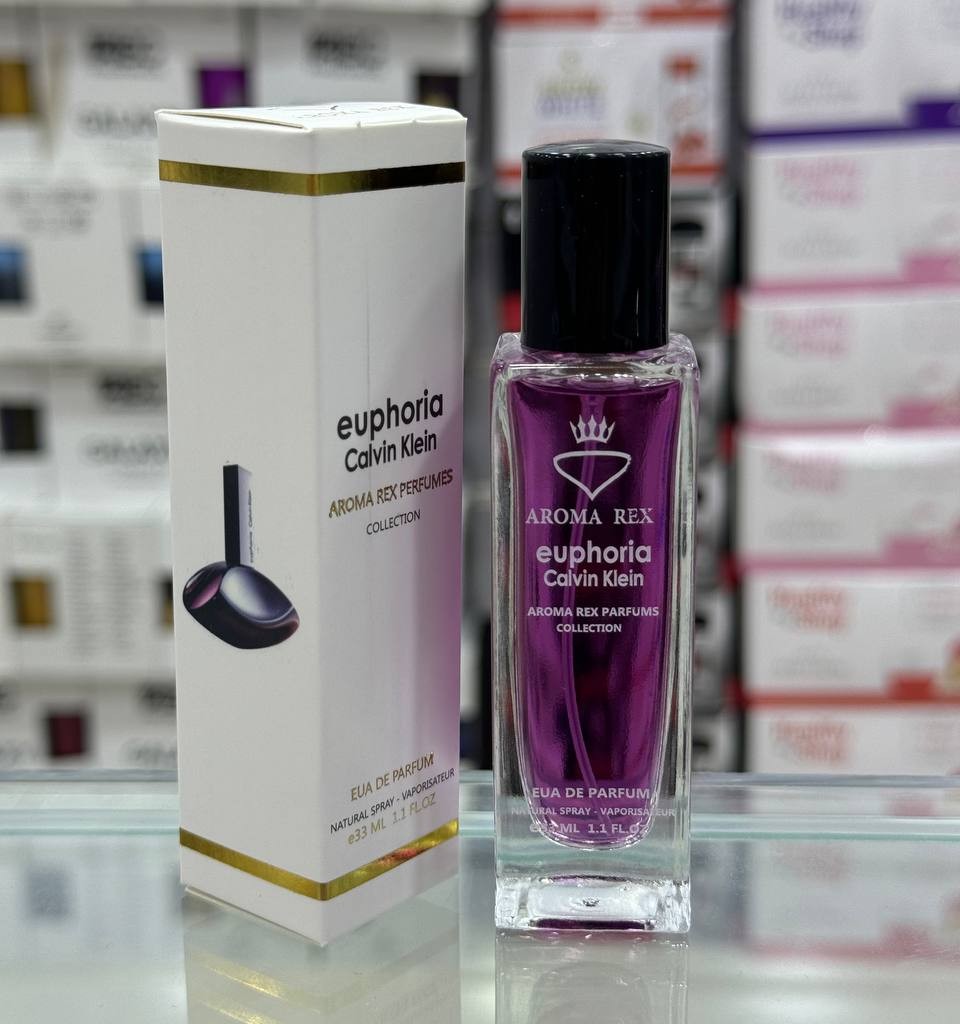 euphoria
Calvin Klein
AROMA REX PERFUMES
COLLECTION
EUA DE PARFUM
NATURAL SPRAY - VAPORISATEUR
e33 ML 1.1 FL.OZ
AROMA REX
euphoria
Calvin Klein
AROMA REX PARFUMS
COLLECTION
EUA DE PARFUM
NATURAL SPRAY - VAPORISATEUR
ML 1.1 FL.OZ